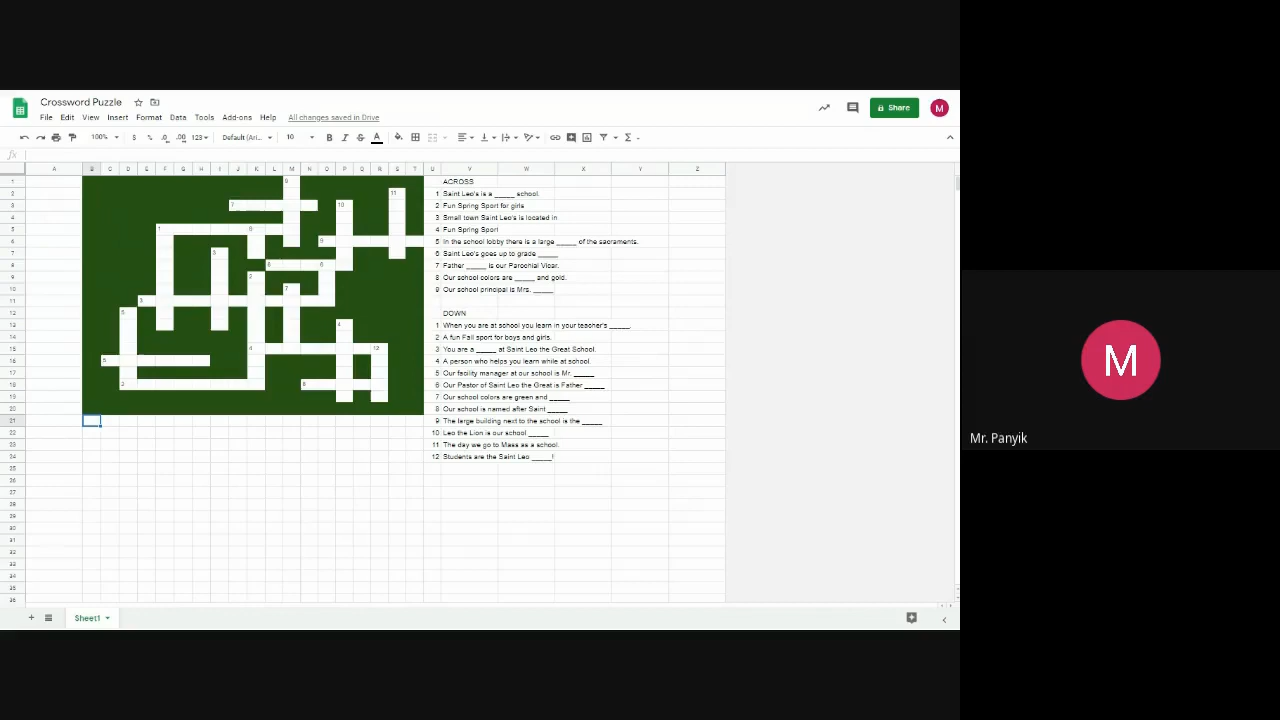 Crossword Puzzle
File Edit View Insert Format Data Tools Add-ons Help All changes saved in Drive
Share
M
100% $ % .0 .00 123 Default (Ari... 10 B I S A
fx
A B C D E F G H I J K L M N O P Q R S T U V W X Y Z
ACROSS
1 Saint Leo's is a _____ school.
2 Fun Spring Sport for girls
3 Small town Saint Leo's is located in
4 Fun Spring Sport
5 In the school lobby there is a large _____ of the sacraments.
6 Saint Leo's goes up to grade _____
7 Father _____ is our Parochial Vicar.
8 Our school colors are _____ and gold.
9 Our school principal is Mrs. _____
DOWN
1 When you are at school you learn in your teacher's _____.
2 A fun Fall sport for boys and girls.
3 You are a _____ at Saint Leo the Great School.
4 A person who helps you learn while at school.
5 Our facility manager at our school is Mr. _____
6 Our Pastor of Saint Leo the Great is Father _____
7 Our school colors are green and _____
8 Our school is named after Saint _____
9 The large building next to the school is the _____
10 Leo the Lion is our school _____
11 The day we go to Mass as a school.
12 Students are the Saint Leo _____!
Sheet1
M
Mr. Panyik